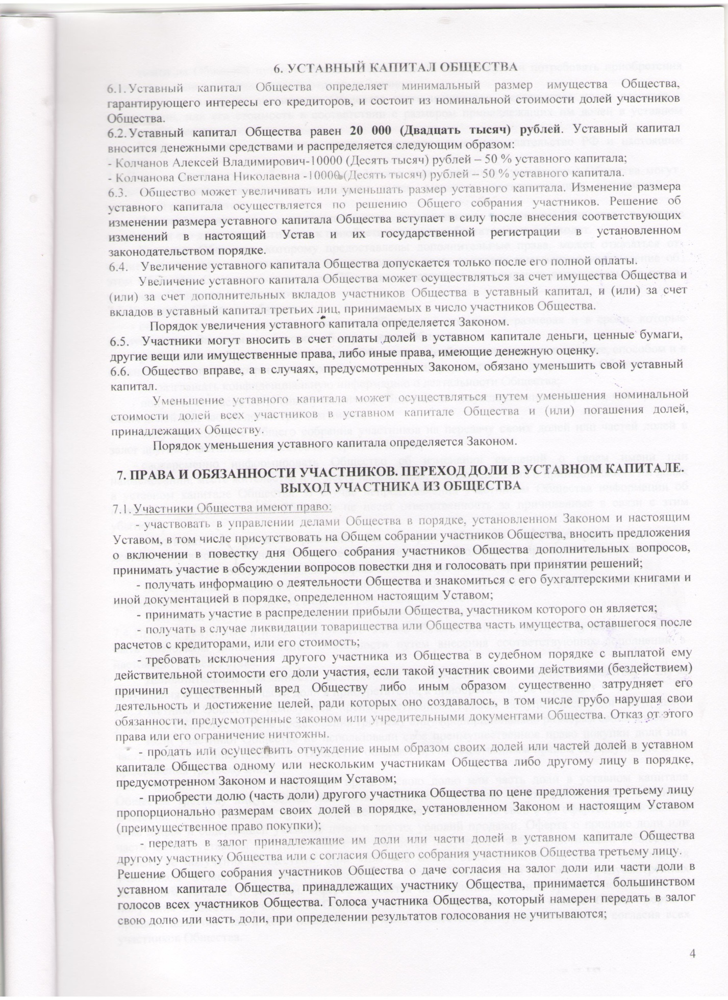 6. УСТАВНЫЙ КАПИТАЛ ОБЩЕСТВА
6.1.Уставный капитал Общества определяет минимальный размер имущества Общества,
гарантирующего интересы его кредиторов, и состоит из номинальной стоимости долей участников
Общества.
6.2.Уставный капитал Общества равен 20 000 (Двадцать тысяч) рублей. Уставный капитал
вносится денежными средствами и распределяется следующим образом:
- Колчанов Алексей Владимирович-10000 (Десять тысяч) рублей – 50 % уставного капитала;
- Колчанова Светлана Николаевна -10000 (Десять тысяч) рублей – 50 % уставного капитала.
6.3. Общество может увеличивать или уменьшать размер уставного капитала. Изменение размера
уставного капитала осуществляется по решению Общего собрания участников. Решение об
изменении размера уставного капитала Общества вступает в силу после внесения соответствующих
изменений в настоящий Устав и их государственной регистрации в установленном
законодательством порядке.
6.4. Увеличение уставного капитала Общества допускается только после его полной оплаты.
Увеличение уставного капитала Общества может осуществляться за счет имущества Общества и
(или) за счет дополнительных вкладов участников Общества в уставный капитал, и (или) за счет
вкладов в уставный капитал третьих лиц, принимаемых в число участников Общества.
Порядок увеличения уставного капитала определяется Законом.
6.5. Участники могут вносить в счет оплаты долей в уставном капитале деньги, ценные бумаги,
другие вещи или имущественные права, либо иные права, имеющие денежную оценку.
6.6. Общество вправе, а в случаях, предусмотренных Законом, обязано уменьшить свой уставный
капитал.
Уменьшение уставного капитала может осуществляться путем уменьшения номинальной
стоимости долей всех участников в уставном капитале Общества и (или) погашения долей,
принадлежащих Обществу.
Порядок уменьшения уставного капитала определяется Законом.
7. ПРАВА И ОБЯЗАННОСТИ УЧАСТНИКОВ. ПЕРЕХОД ДОЛИ В УСТАВНОМ КАПИТАЛЕ.
ВЫХОД УЧАСТНИКА ИЗ ОБЩЕСТВА
7.1. Участники Общества имеют право:
- участвовать в управлении делами Общества в порядке, установленном Законом и настоящим
Уставом, в том числе присутствовать на Общем собрании участников Общества, вносить предложения
о включении в повестку дня Общего собрания участников Общества дополнительных вопросов,
принимать участие в обсуждении вопросов повестки дня и голосовать при принятии решений;
- получать информацию о деятельности Общества и знакомиться с его бухгалтерскими книгами и
иной документацией в порядке, определенном настоящим Уставом;
- принимать участие в распределении прибыли Общества, участником которого он является;
- получать в случае ликвидации товарищества или Общества часть имущества, оставшегося после
расчетов с кредиторами, или его стоимость;
- требовать исключения другого участника из Общества в судебном порядке с выплатой ему
действительной стоимости его доли участия, если такой участник своими действиями (бездействием)
причинил существенный вред Обществу либо иным образом существенно затрудняет его
деятельность и достижение целей, ради которых оно создавалось, в том числе грубо нарушая свои
обязанности, предусмотренные законом или учредительными документами Общества. Отказ от этого
права или его ограничение ничтожны.
- продать или осуществить отчуждение иным образом своих долей или частей долей в уставном
капитале Общества одному или нескольким участникам Общества либо другому лицу в порядке,
предусмотренном Законом и настоящим Уставом;
- приобрести долю (часть доли) другого участника Общества по цене предложения третьему лицу
пропорционально размерам своих долей в порядке, установленном Законом и настоящим Уставом
(преимущественное право покупки);
- передать в залог принадлежащие им доли или части долей в уставном капитале Общества
другому участнику Общества или с согласия Общего собрания участников Общества третьему лицу.
Решение Общего собрания участников Общества о даче согласия на залог доли или части доли в
уставном капитале Общества, принадлежащих участнику Общества, принимается большинством
голосов всех участников Общества. Голоса участника Общества, который намерен передать в залог
свою долю или часть доли, при определении результатов голосования не учитываются;
4